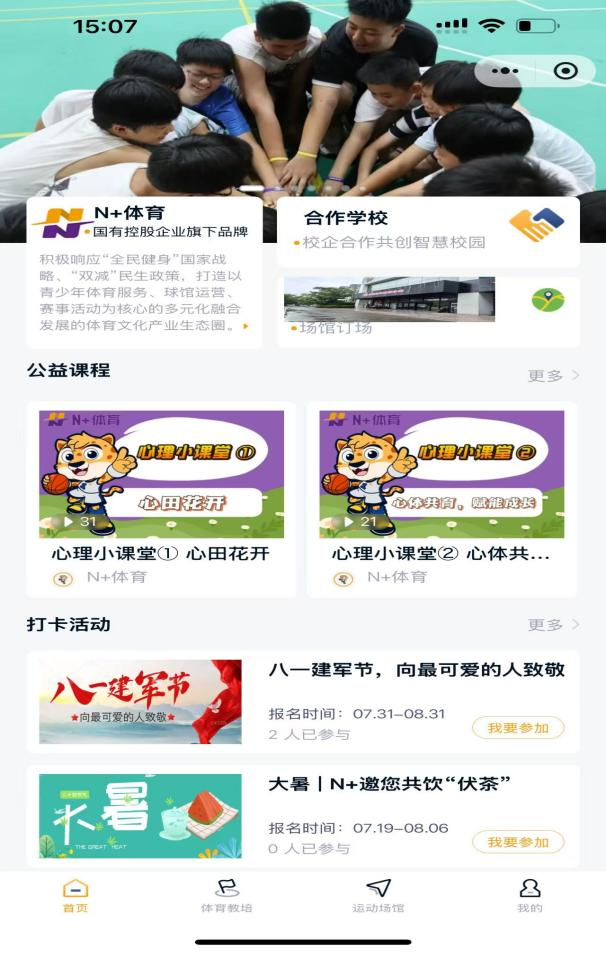 15:07
N+体育
国有控股企业旗下品牌
积极响应“全民健身”国家战
略、“双减”民生政策，打造以
青少年体育服务、球馆运营、
赛事活动为核心的多元化融合
发展的体育文化产业生态圈。
合作学校
校企合作共创智慧校园
场馆订场
公益课程
更多
N+体育
心理小课堂①
心田花开
31
心理小课堂① 心田花开
N+体育
N+体育
心理小课堂②
心体共育，赋能成长
21
心理小课堂② 心体共...
N+体育
打卡活动
更多
八一建军节
★向最可爱的人致敬★
八一建军节，向最可爱的人致敬
报名时间：07.31-08.31
2 人已参与
我要参加
大暑
THE GREAT HEAT
大暑 | N+邀您共饮“伏茶”
报名时间：07.19-08.06
0 人已参与
我要参加
首页
体育教培
运动场馆
我的